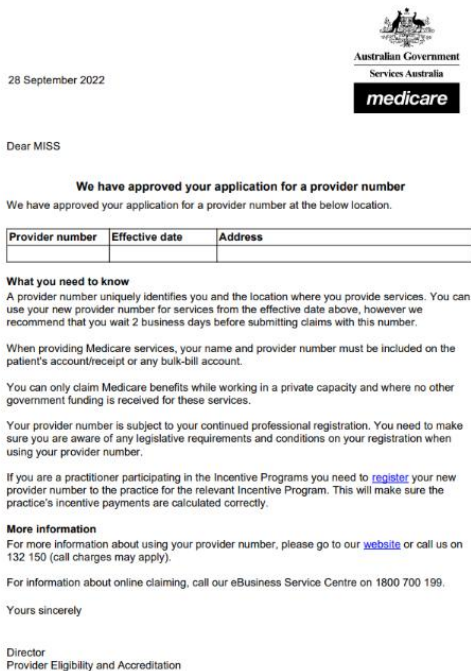 Australian Government
Services Australia
medicare
28 September 2022
Dear MISS
We have approved your application for a provider number
We have approved your application for a provider number at the below location.
Provider number Effective date Address
What you need to know
A provider number uniquely identifies you and the location where you provide services. You can
use your new provider number for services from the effective date above, however we
recommend that you wait 2 business days before submitting claims with this number.
When providing Medicare services, your name and provider number must be included on the
patient's account/receipt or any bulk-bill account.
You can only claim Medicare benefits while working in a private capacity and where no other
government funding is received for these services.
Your provider number is subject to your continued professional registration. You need to make
sure you are aware of any legislative requirements and conditions on your registration when
using your provider number.
If you are a practitioner participating in the Incentive Programs you need to register your new
provider number to the practice for the relevant Incentive Program. This will make sure the
practice's incentive payments are calculated correctly.
More information
For more information about using your provider number, please go to our website or call us on
132 150 (call charges may apply).
For information about online claiming, call our eBusiness Service Centre on 1800 700 199.
Yours sincerely
Director
Provider Eligibility and Accreditation